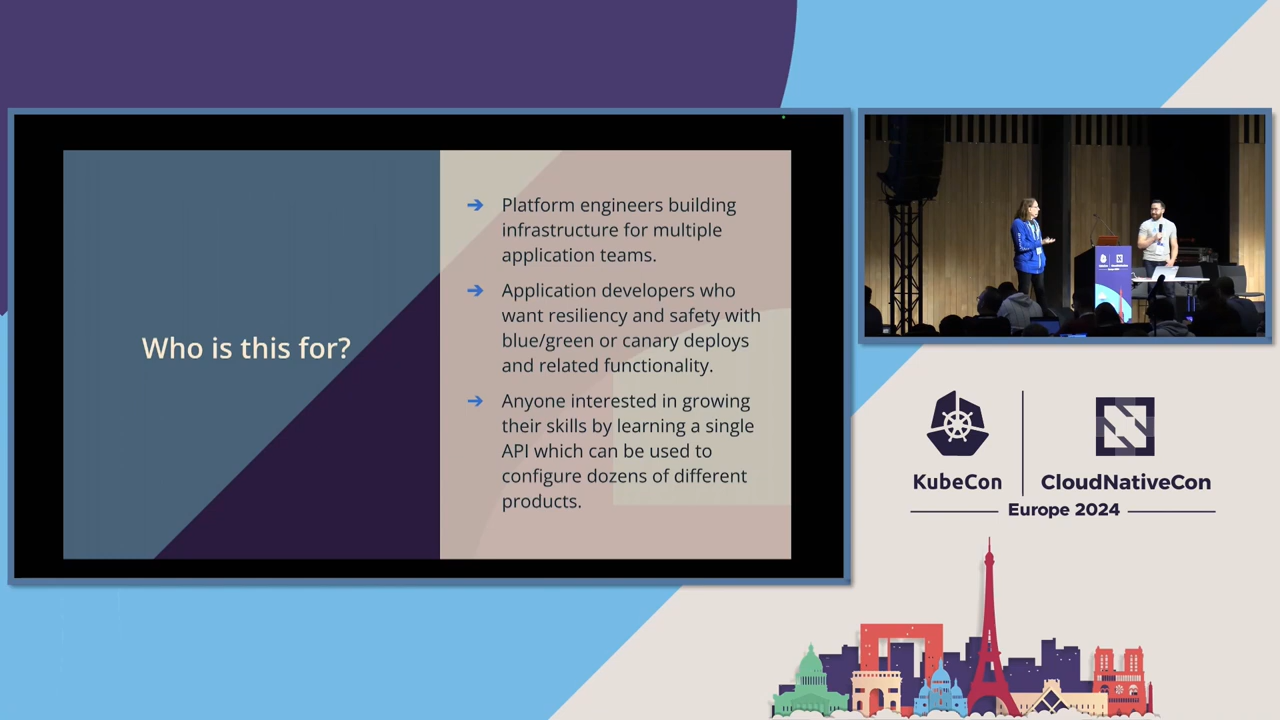 Who is this for?
➔ Platform engineers building
infrastructure for multiple
application teams.
➔ Application developers who
want resiliency and safety with
blue/green or canary deploys
and related functionality.
➔ Anyone interested in growing
their skills by learning a single
API which can be used to
configure dozens of different
products.
KubeCon
CloudNativeCon
Europe 2024